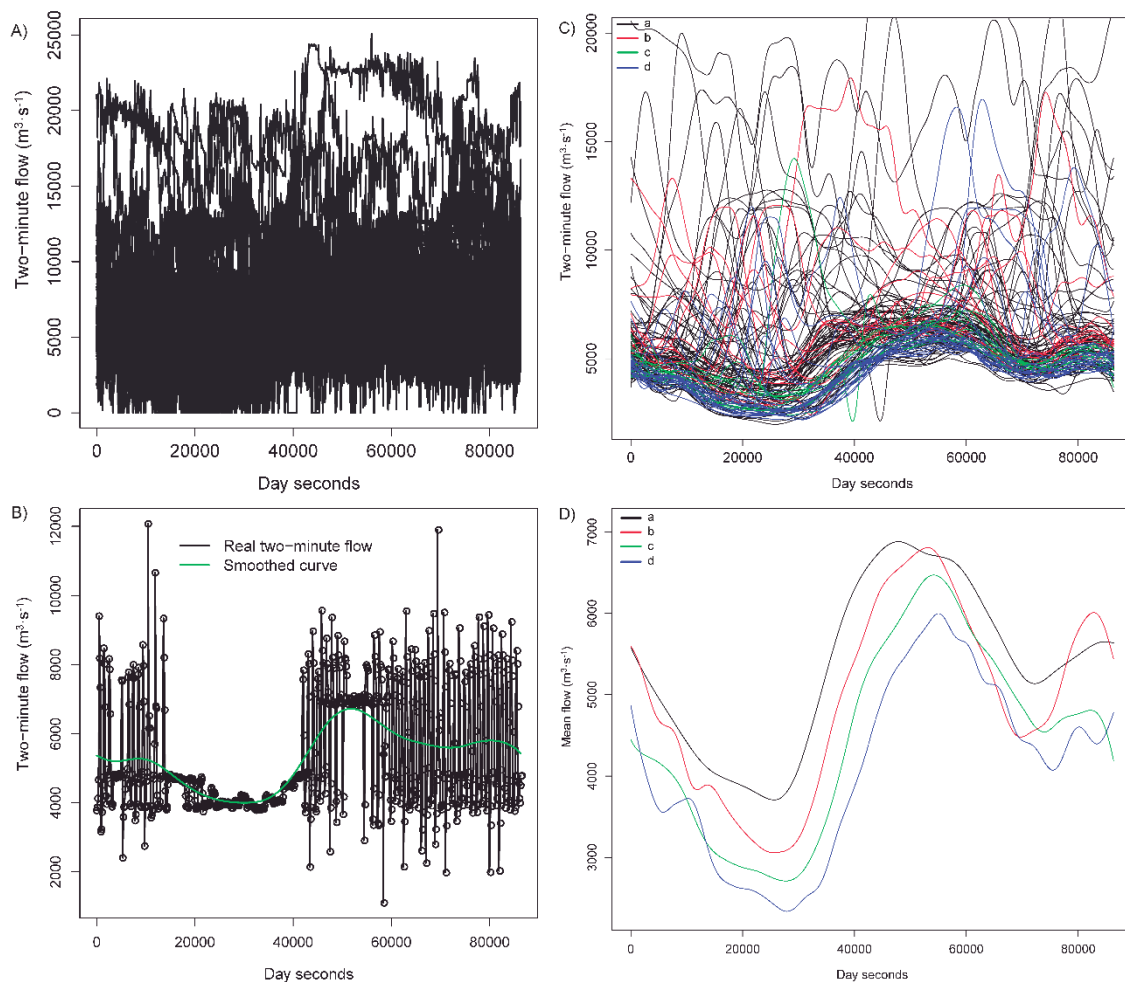 A)
Two−minute flow (m³·s⁻¹)
25000
20000
15000
10000
5000
0
0 20000 40000 60000 80000
Day seconds
C)
a
b
c
d
Two−minute flow (m³·s⁻¹)
20000
15000
10000
5000
0 20000 40000 60000 80000
Day seconds
B)
Real two−minute flow
Smoothed curve
Two−minute flow (m³·s⁻¹)
12000
10000
8000
6000
4000
2000
0 20000 40000 60000 80000
Day seconds
D)
a
b
c
d
Mean flow (m³·s⁻¹)
7000
6000
5000
4000
3000
0 20000 40000 60000 80000
Day seconds